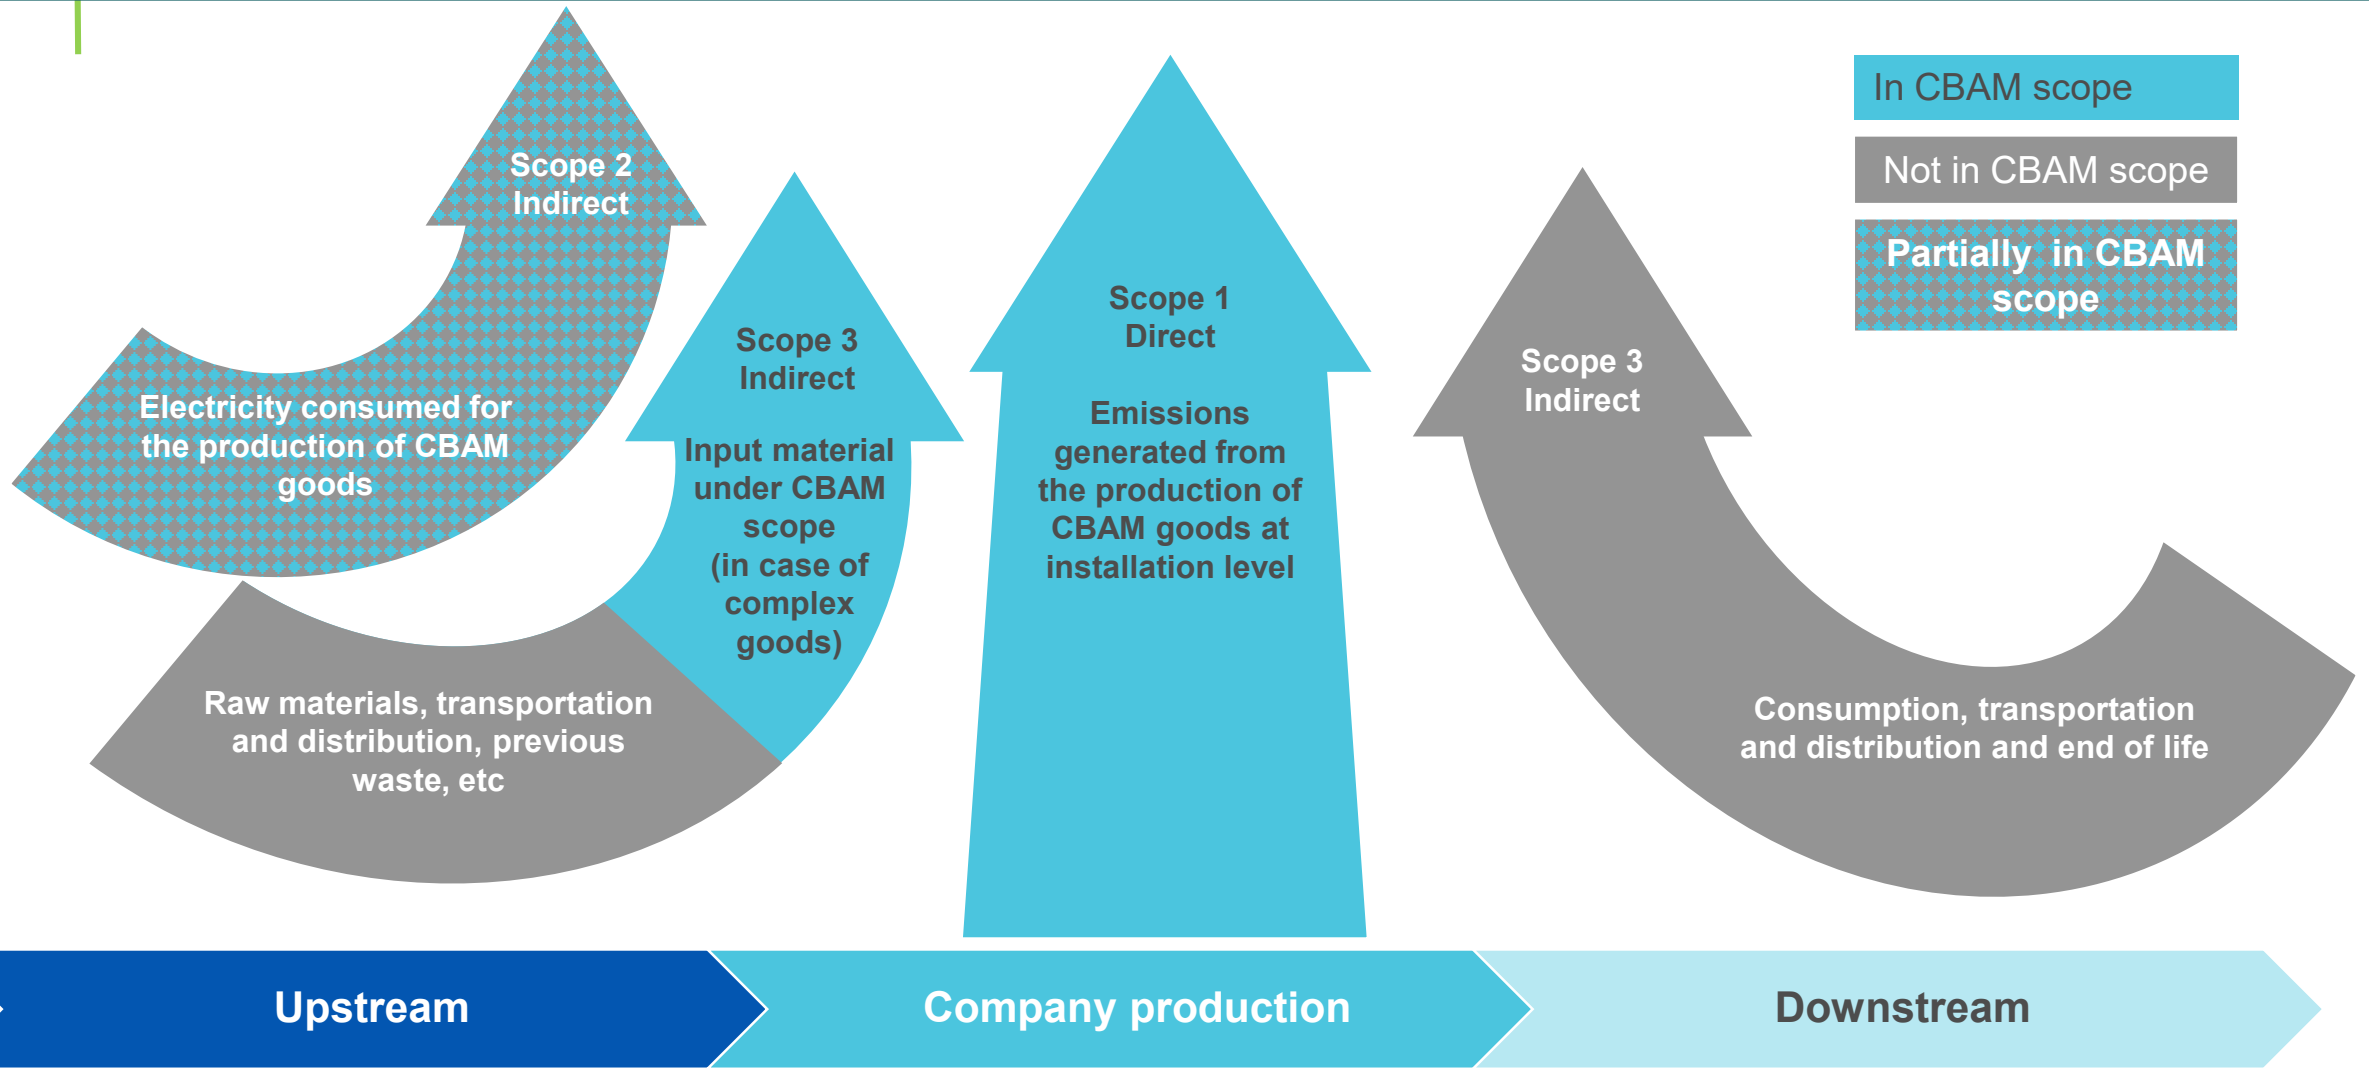 Scope 2
Indirect
Electricity consumed for
the production of CBAM
goods
Scope 3
Indirect
Input material
under CBAM
scope
(in case of
complex
goods)
Raw materials, transportation
and distribution, previous
waste, etc
Scope 1
Direct
Emissions
generated from
the production of
CBAM goods at
installation level
Scope 3
Indirect
Consumption, transportation
and distribution and end of life
In CBAM scope
Not in CBAM scope
Partially in CBAM
scope
Upstream
Company production
Downstream